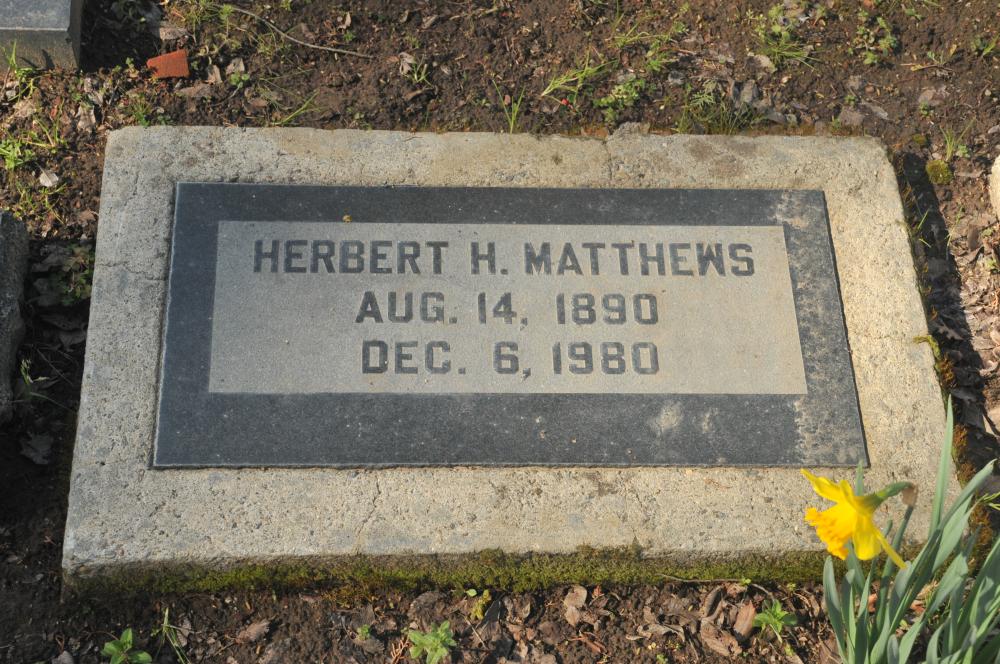 HERBERT H. MATTHEWS
AUG. 14, 1890
DEC. 6, 1980